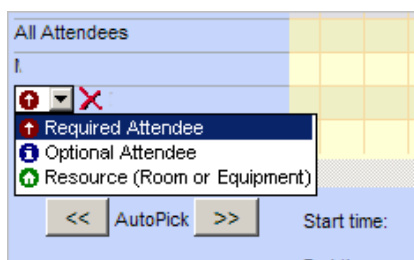 All Attendees
Required Attendee
Optional Attendee
Resource (Room or Equipment)
<< AutoPick >> Start time: